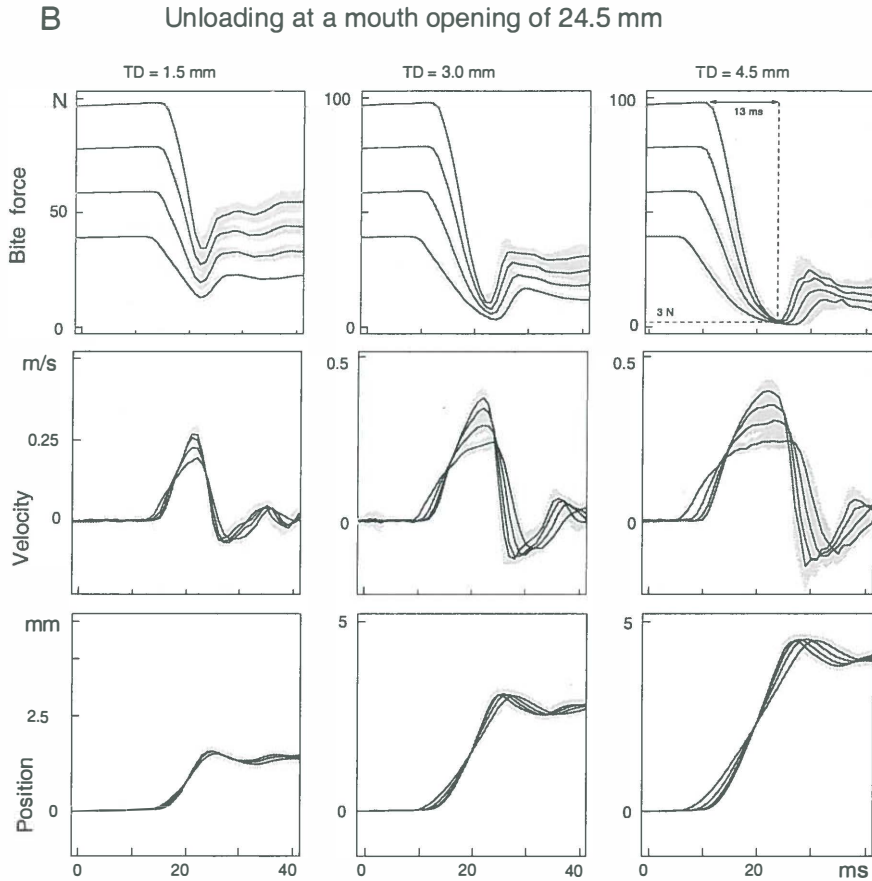 B Unloading at a mouth opening of 24.5 mm
TD = 1.5 mm TD = 3.0 mm TD = 4.5 mm
N 100 100
13 ms
Bite force
50
3 N
0 0 0
m/s 0.5 0.5
0.25
Velocity
0 0 0
mm 5 5
2.5
Position
0 0 0
0 20 40 0 20 40 0 20 ms